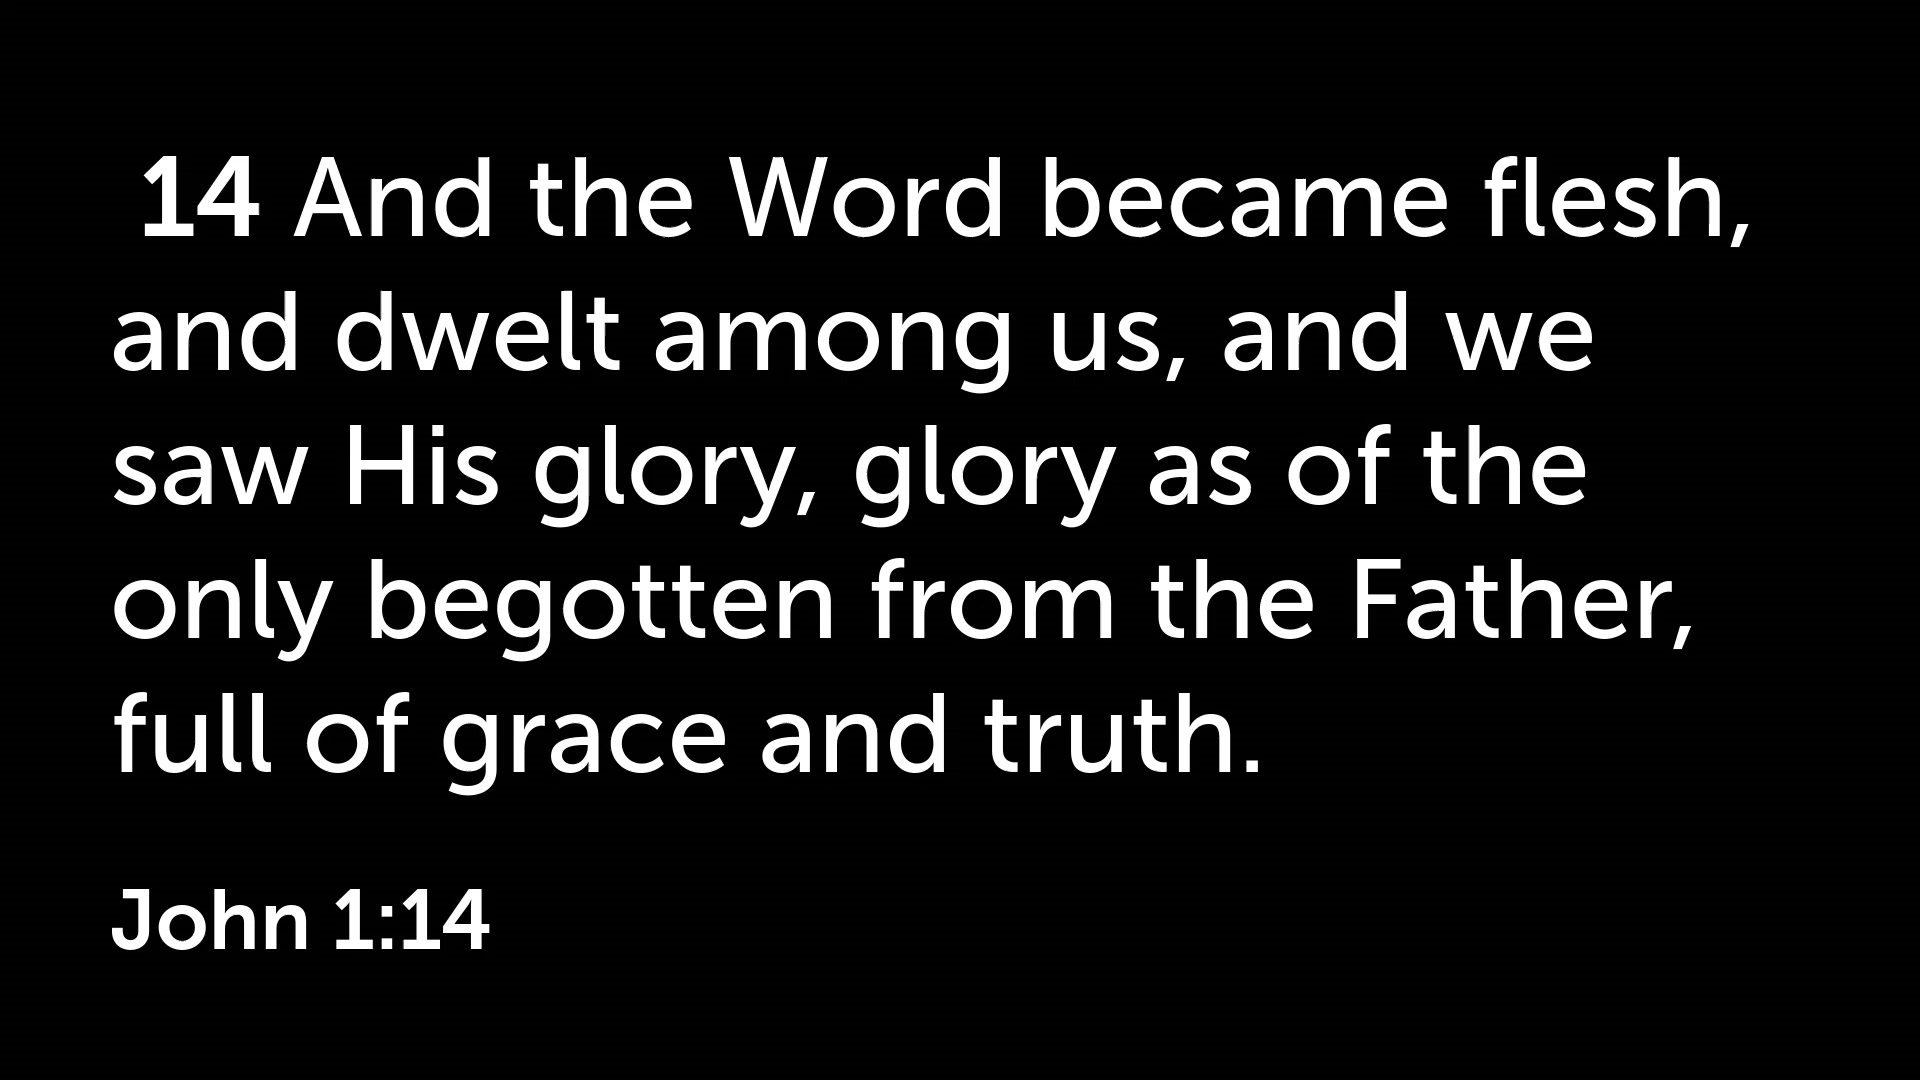 14 And the Word became flesh,
and dwelt among us, and we
saw His glory, glory as of the
only begotten from the Father,
full of grace and truth.
John 1:14